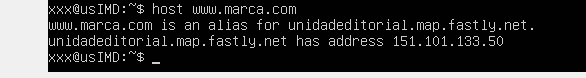 xxx@usIMD:~$ host www.marca.com
www.marca.com is an alias for unidadeditorial.map.fastly.net.
unidadeditorial.map.fastly.net has address 151.101.133.50
xxx@usIMD:~$ _